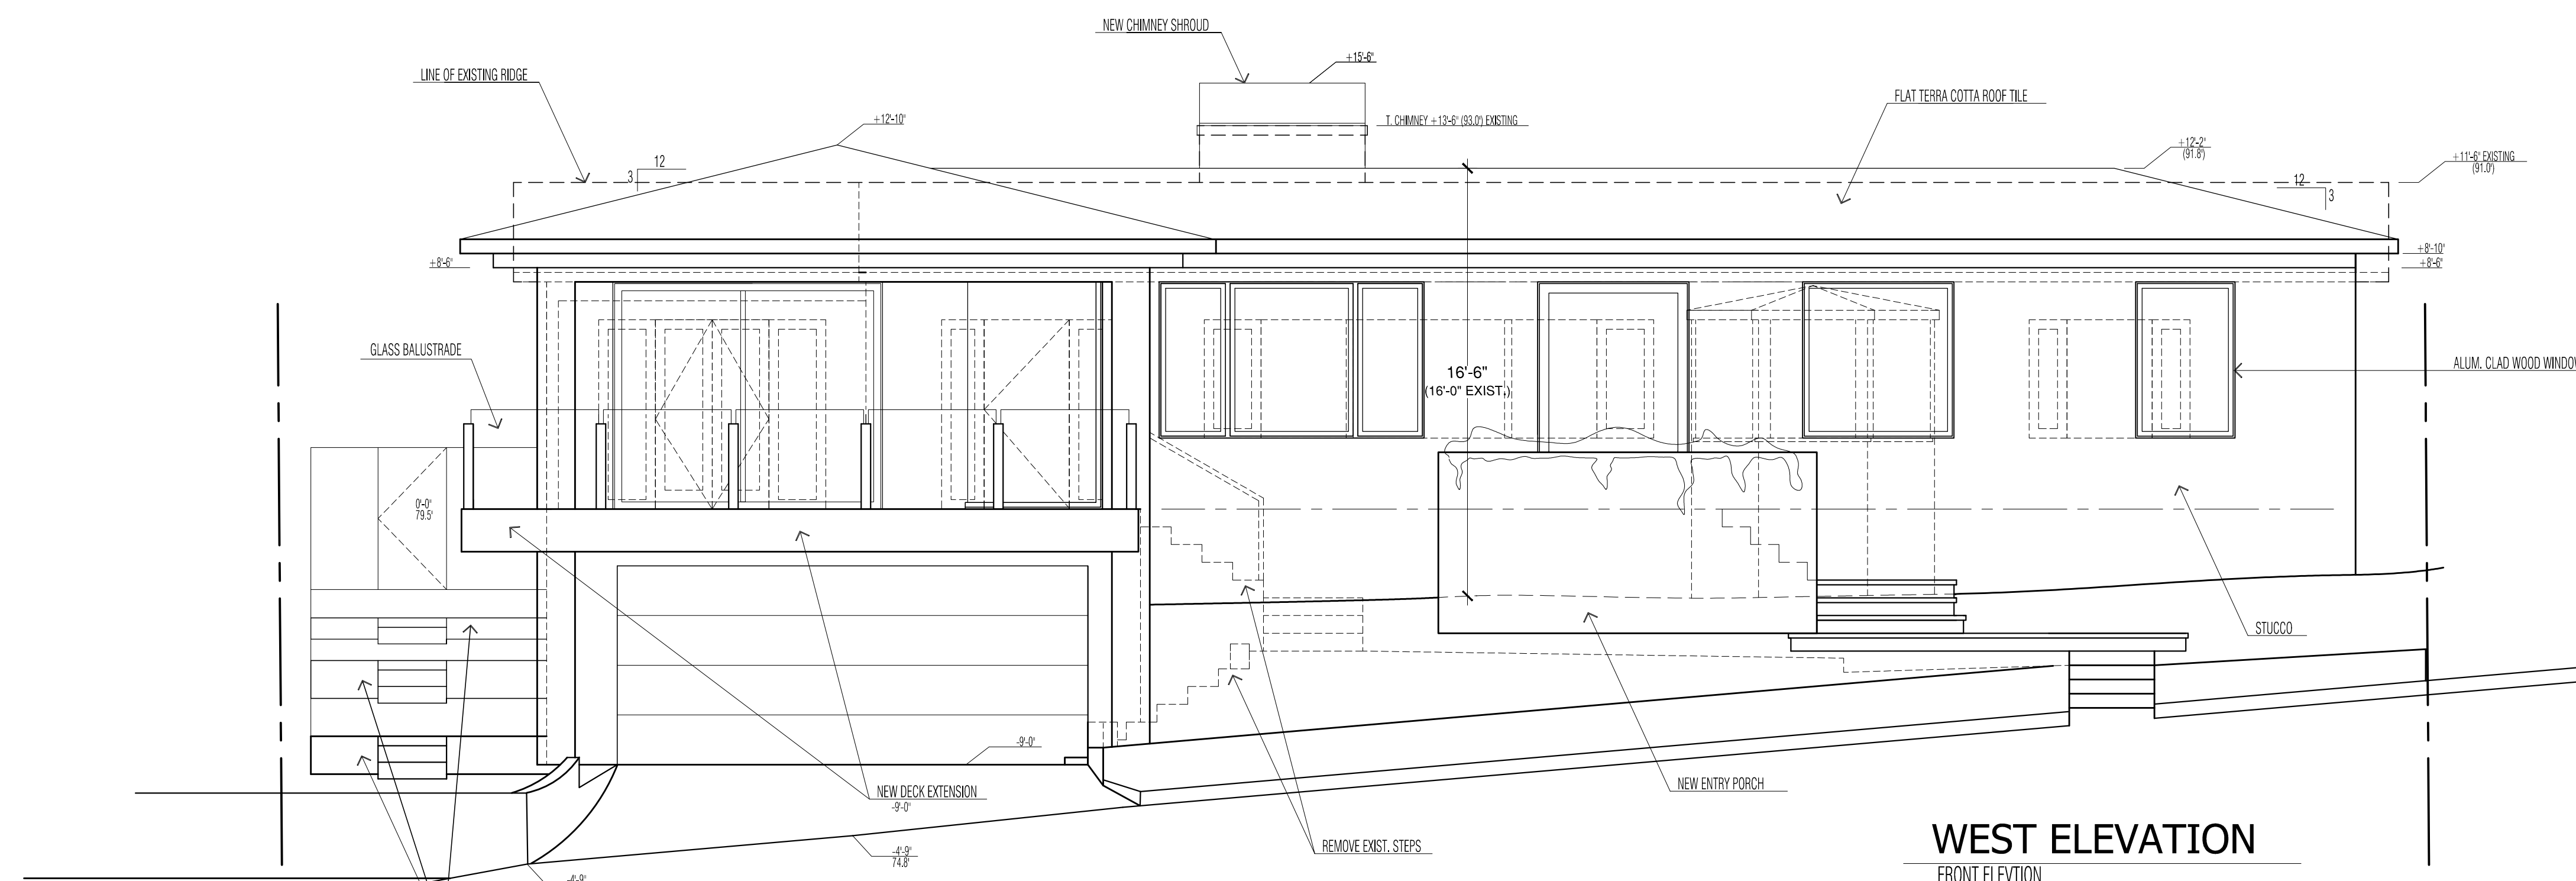 NEW CHIMNEY SHROUD
+15'-6"
LINE OF EXISTING RIDGE
FLAT TERRA COTTA ROOF TILE
+12'-10"
T. CHIMNEY +13'-6" (93.0') EXISTING
+12'-2"
(91.8')
+11'-6" EXISTING
(91.0')
12
3
12
3
+8'-10"
+8'-6"
+8'-6"
GLASS BALUSTRADE
ALUM. CLAD WOOD WINDOW
16'-6"
(16'-0" EXIST.)
0'-0"
79.5'
STUCCO
-9'-0"
NEW DECK EXTENSION
-9'-0"
NEW ENTRY PORCH
REMOVE EXIST. STEPS
-4'-9"
74.8'
-4'-9"
WEST ELEVATION
FRONT ELEVTION